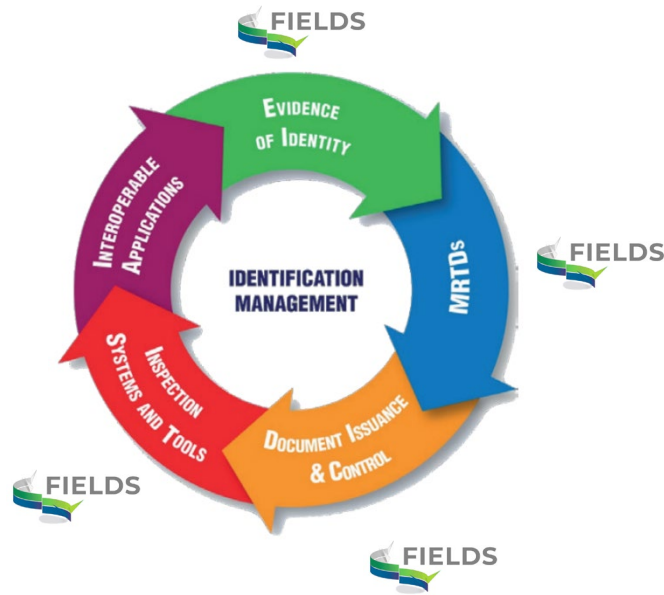 FIELDS
EVIDENCE
OF IDENTITY
INTEROPERABLE
APPLICATIONS
FIELDS
MRTDs
IDENTIFICATION
MANAGEMENT
INSPECTION
SYSTEMS AND TOOLS
DOCUMENT ISSUANCE
& CONTROL
FIELDS
FIELDS